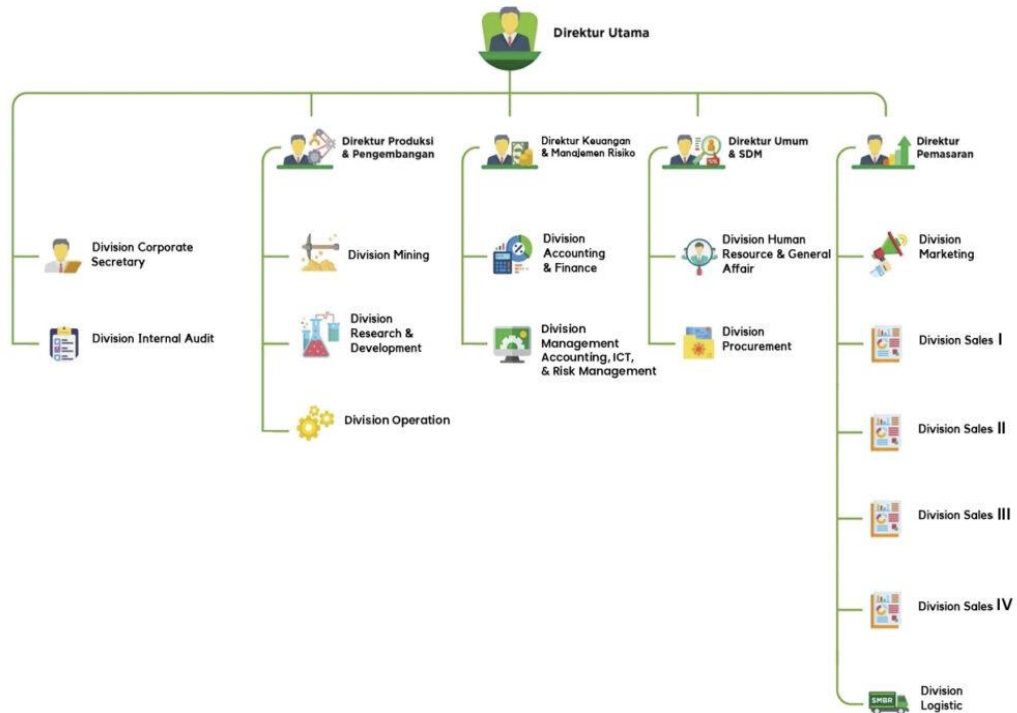 Direktur Utama
Direktur Produksi
& Pengembangan
Direktur Keuangan
& Manajemen Risiko
Direktur Umum
& SDM
Direktur
Pemasaran
Division Corporate
Secretary
Division Mining
Division
Accounting
& Finance
Division Human
Resource & General
Affair
Division
Marketing
Division Internal Audit
Division
Research &
Development
Division
Management
Accounting, ICT,
& Risk Management
Division
Procurement
Division Sales I
Division Operation
Division Sales II
Division Sales III
Division Sales IV
SMBR
Division
Logistic